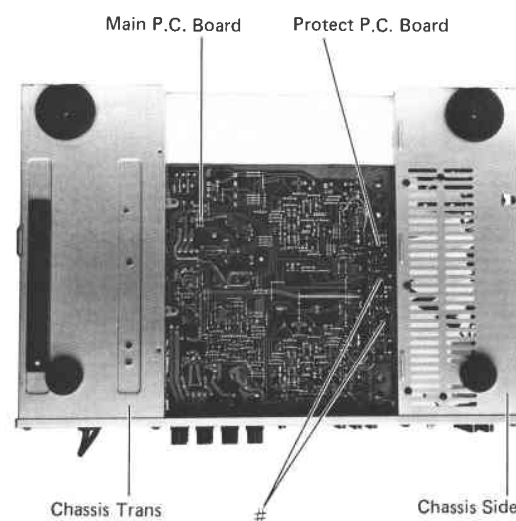 Main P.C. Board
Protect P.C. Board
Chassis Trans
#
Chassis Side